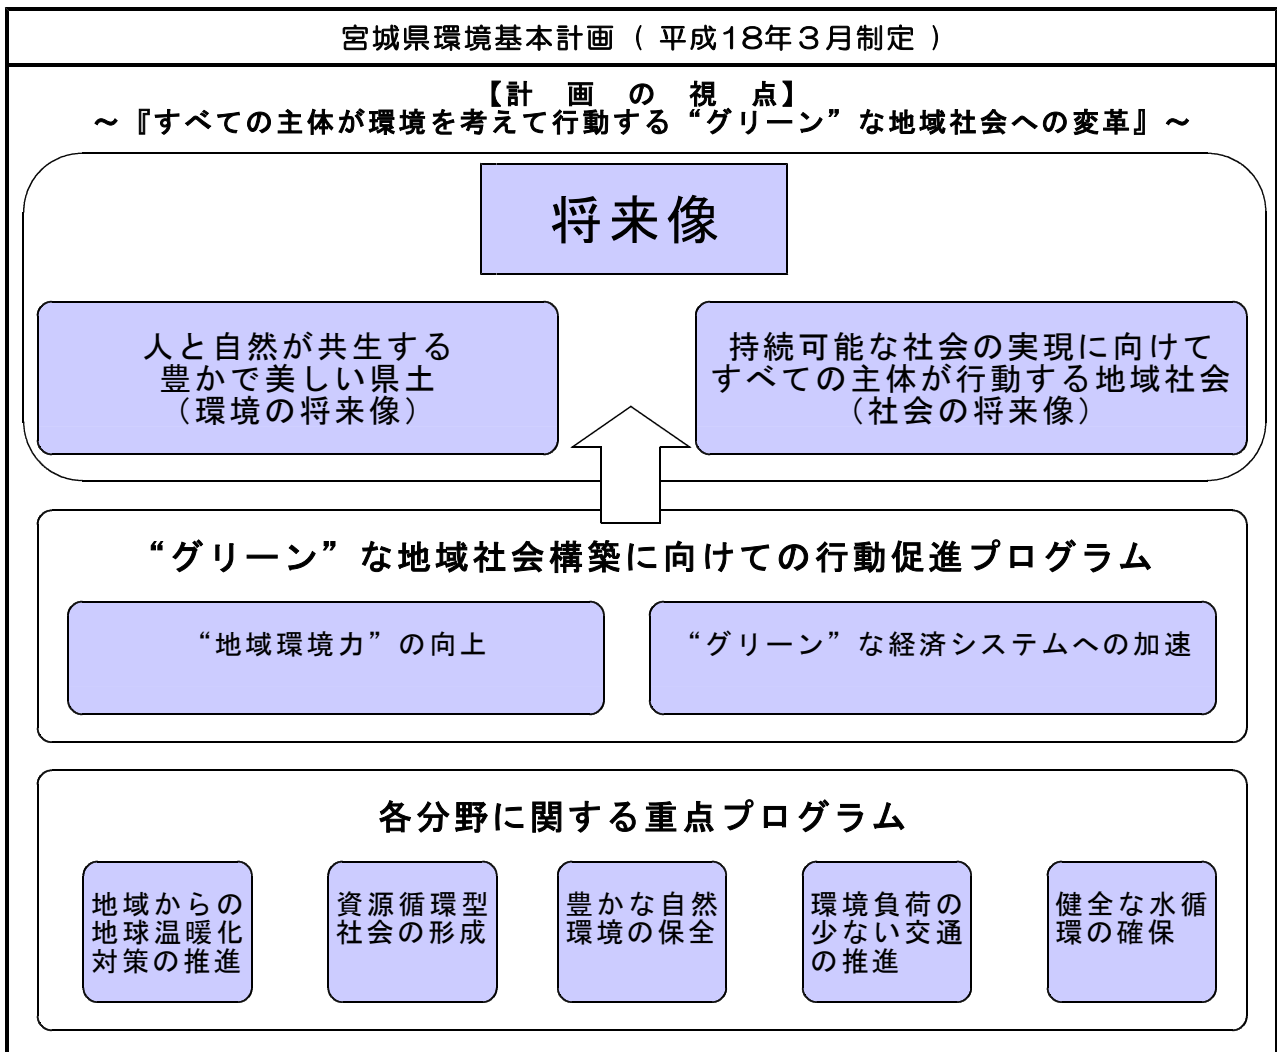 宮城県環境基本計画（平成18年３月制定）
【計　画　の　視　点】
～『すべての主体が環境を考えて行動する“グリーン”な地域社会への変革』～
将来像
人と自然が共生する
豊かで美しい県土
（環境の将来像）
持続可能な社会の実現に向けて
すべての主体が行動する地域社会
（社会の将来像）
“グリーン”な地域社会構築に向けての行動促進プログラム
“地域環境力”の向上
“グリーン”な経済システムへの加速
各分野に関する重点プログラム
地域からの
地球温暖化
対策の推進
資源循環型
社会の形成
豊かな自然
環境の保全
環境負荷の
少ない交通
の推進
健全な水循
環の確保